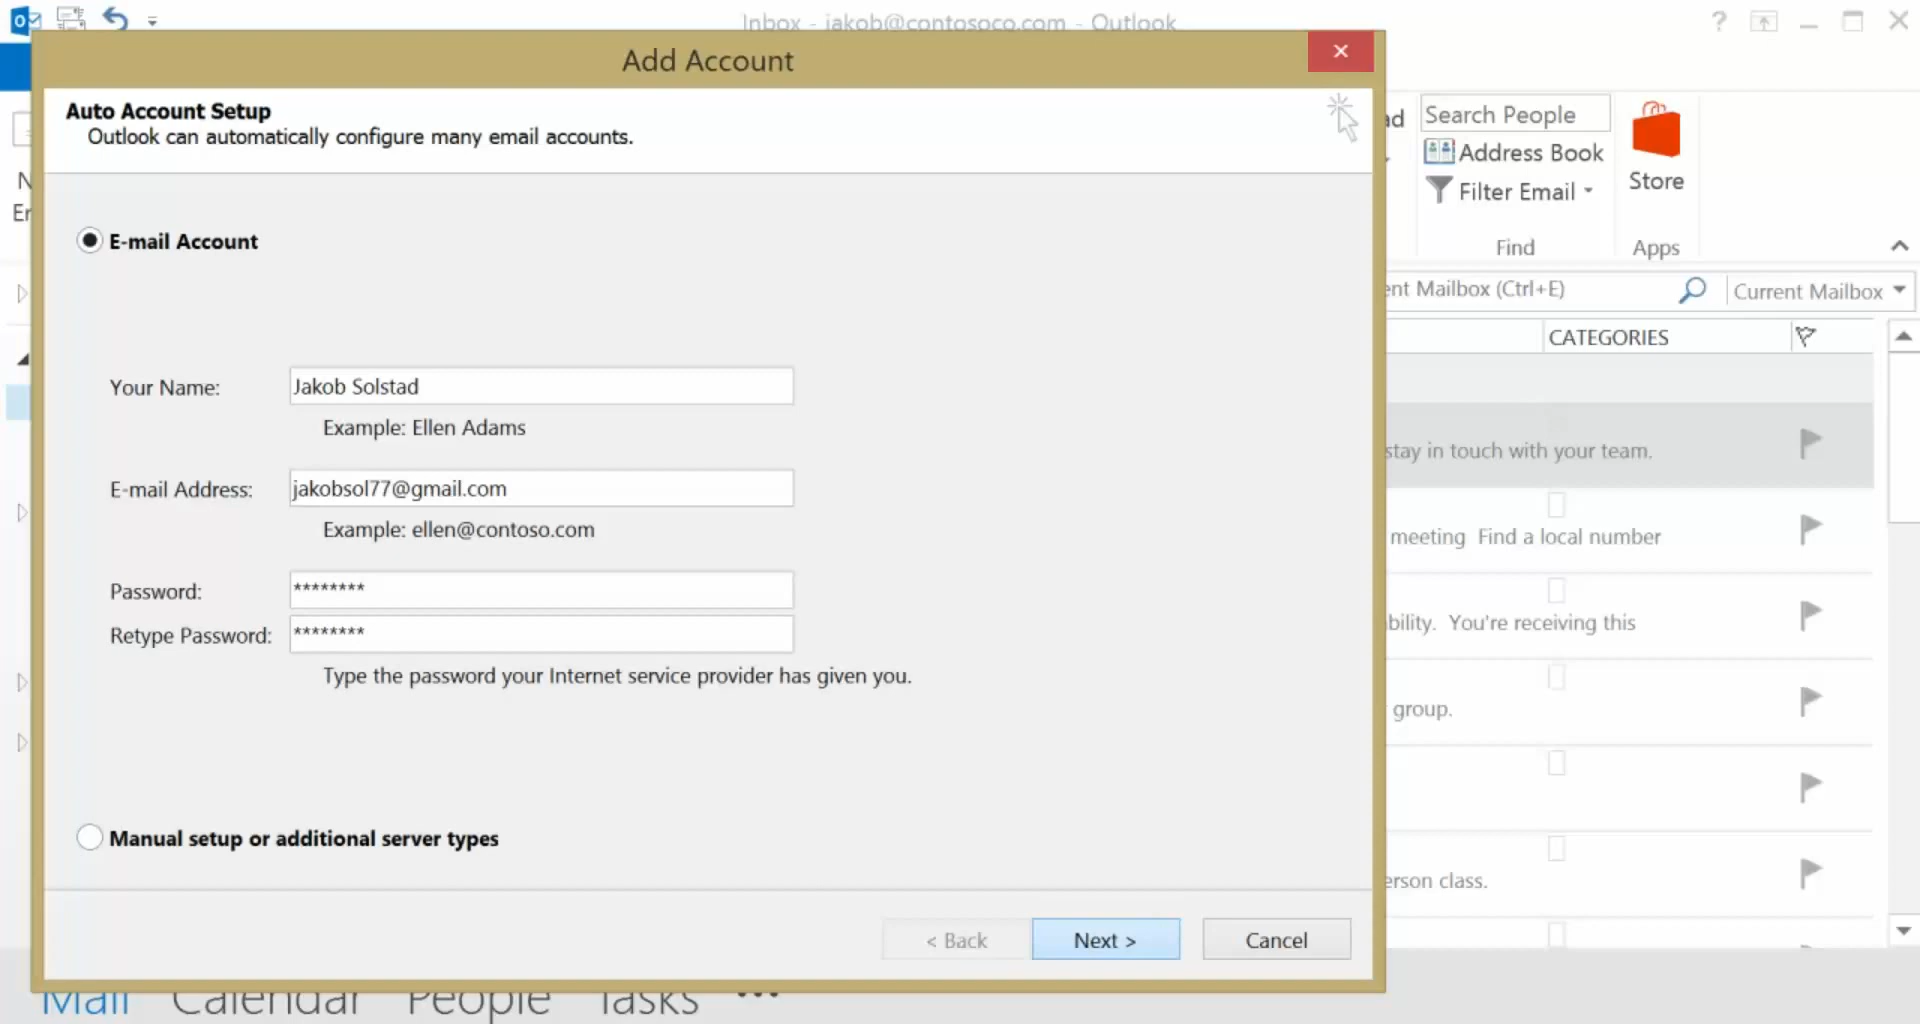 Inbox - jakob@contosoco.com - Outlook
?
Add Account
Auto Account Setup
Outlook can automatically configure many email accounts.
Search People
Address Book
Filter Email
Store
Find
Apps
E-mail Account
Mailbox (Ctrl+E)
Current Mailbox
CATEGORIES
Your Name:
Jakob Solstad
Example: Ellen Adams
stay in touch with your team.
E-mail Address:
jakobsol77@gmail.com
Example: ellen@contoso.com
meeting Find a local number
Password:
********
You're receiving this
Retype Password:
********
Type the password your Internet service provider has given you.
group.
Manual setup or additional server types
class.
< Back
Next >
Cancel
Mail
Calendar
People
Tasks
...